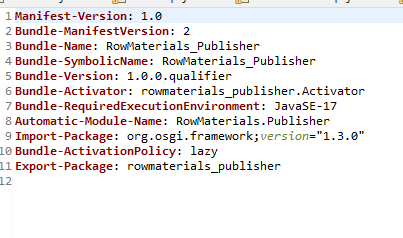 1 Manifest-Version: 1.0
2 Bundle-ManifestVersion: 2
3 Bundle-Name: RowMaterials_Publisher
4 Bundle-SymbolicName: RowMaterials_Publisher
5 Bundle-Version: 1.0.0.qualifier
6 Bundle-Activator: rowmaterials_publisher.Activator
7 Bundle-RequiredExecutionEnvironment: JavaSE-17
8 Automatic-Module-Name: RowMaterials.Publisher
9 Import-Package: org.osgi.framework;version="1.3.0"
10 Bundle-ActivationPolicy: lazy
11 Export-Package: rowmaterials_publisher
12